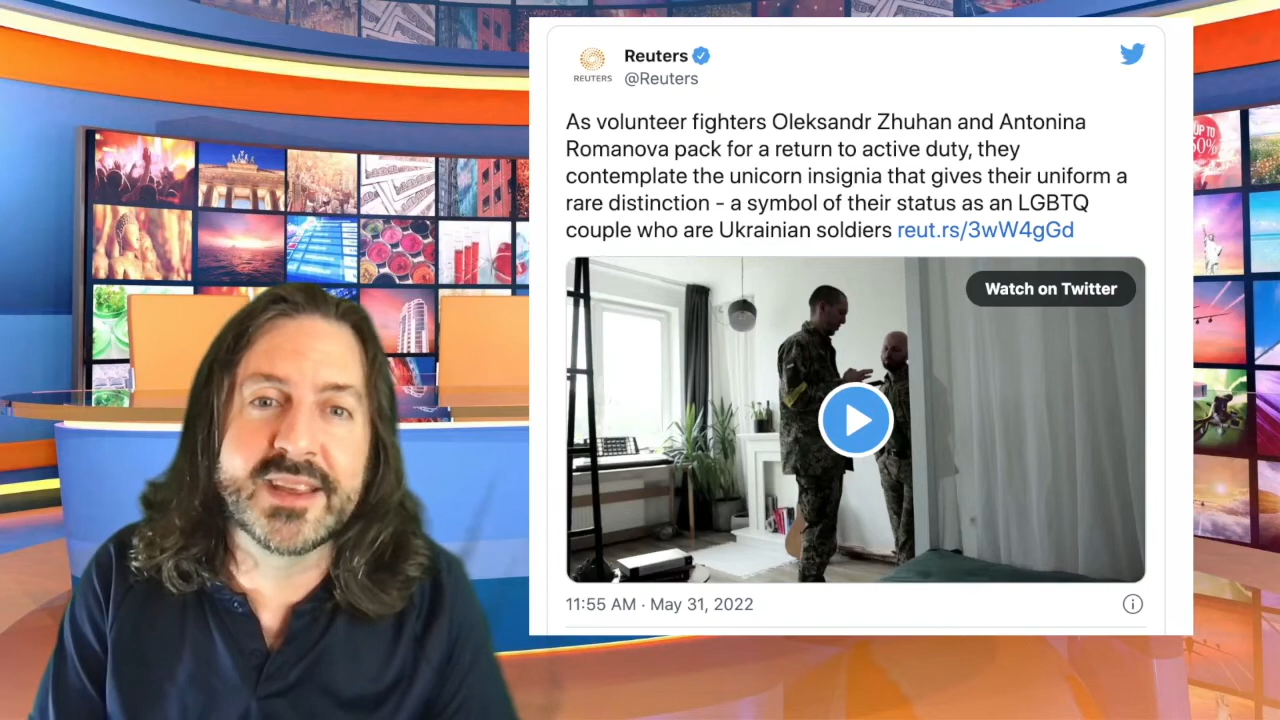 Reuters
REUTERS
@Reuters
As volunteer fighters Oleksandr Zhuhan and Antonina
Romanova pack for a return to active duty, they
contemplate the unicorn insignia that gives their uniform a
rare distinction - a symbol of their status as an LGBTQ
couple who are Ukrainian soldiers reut.rs/3wW4gGd
Watch on Twitter
11:55 AM · May 31, 2022
UP TO
50%